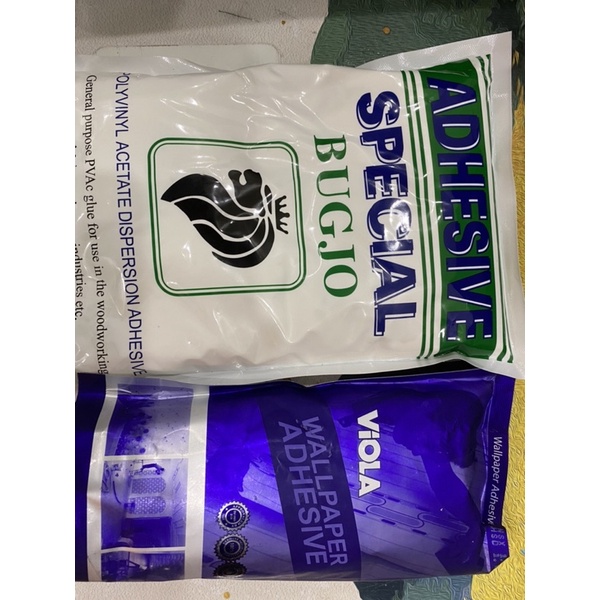 ADHESIVE
SPECIAL
BUGJO
POLYVINYL ACETATE DISPERSION ADHESIVE
General purpose PVAc glue for use in the woodworking
industries etc.
Wallpaper Adhesiv
ViOLA
WALLPAPER
ADHESIVE